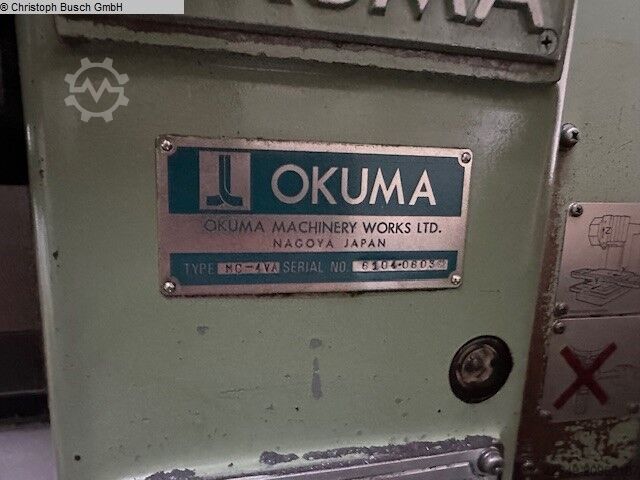 © Christoph Busch GmbH
OKUMA
OKUMA
OKUMA MACHINERY WORKS LTD.
NAGOYA JAPAN
TYPE MC-4VA SERIAL NO.